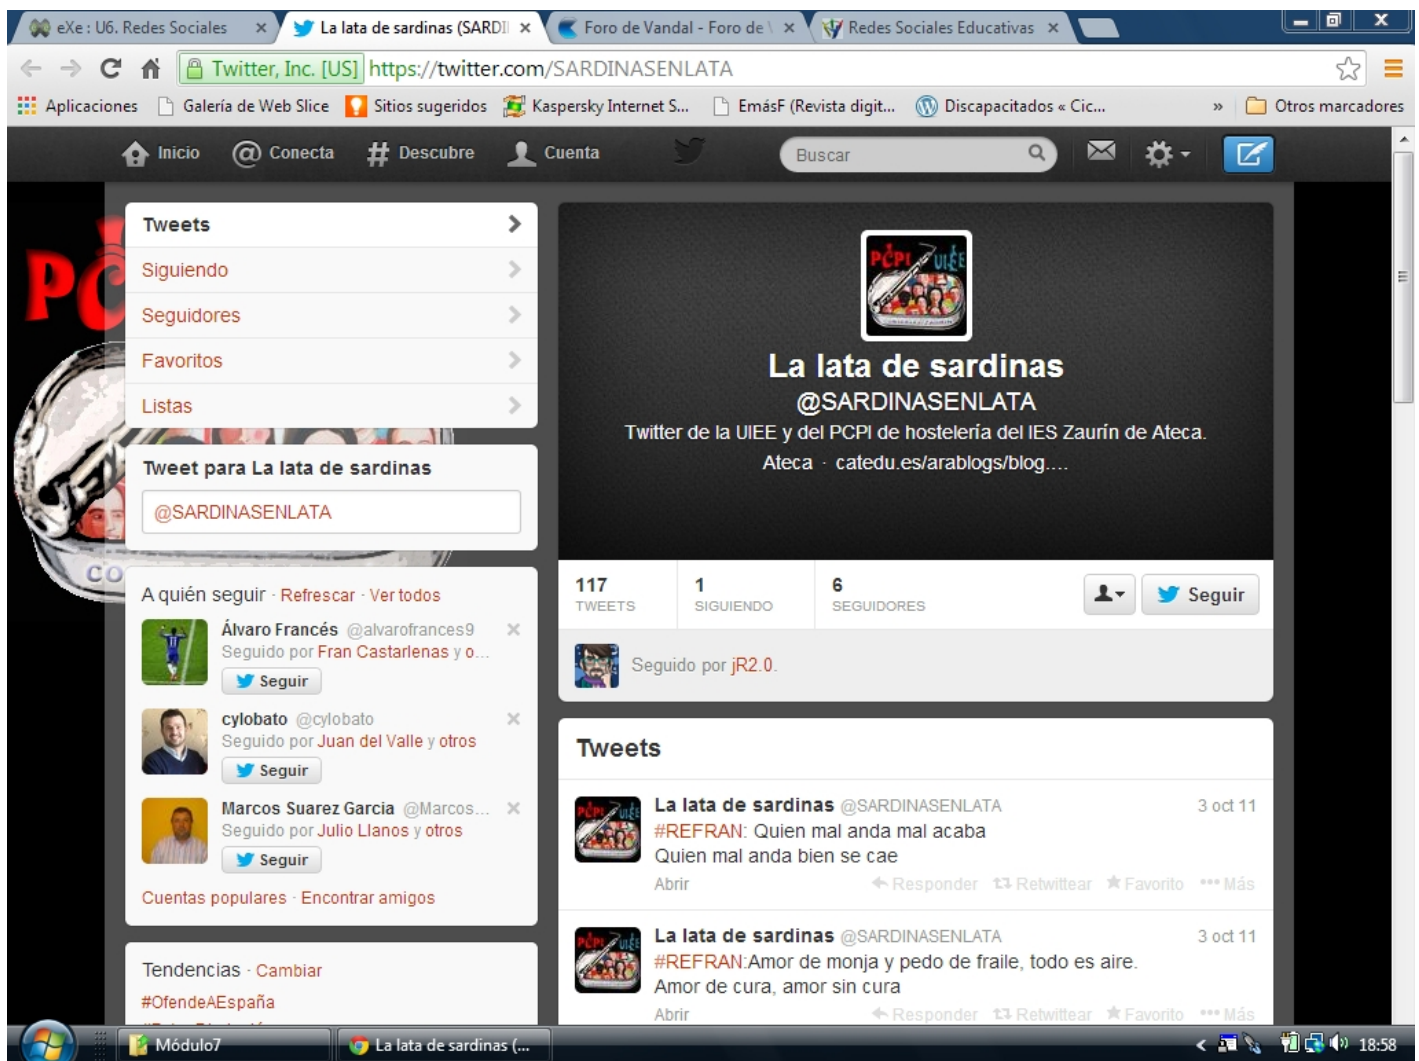 eXe : U6. Redes Sociales
La lata de sardinas (SARDI
Foro de Vandal - Foro de
Redes Sociales Educativas
Twitter, Inc. [US] https://twitter.com/SARDINASENLATA
Aplicaciones Galería de Web Slice Sitios sugeridos Kaspersky Internet S... EmásF (Revista digit... Discapacitados « Cic... » Otros marcadores
Inicio @ Conecta # Descubre Cuenta Buscar
Tweets
Siguiendo
Seguidores
Favoritos
Listas
Tweet para La lata de sardinas
@SARDINASENLATA
A quién seguir · Refrescar · Ver todos
Álvaro Francés @alvarofrances9
Seguido por Fran Castarlenas y o...
Seguir
cylobato @cylobato
Seguido por Juan del Valle y otros
Seguir
Marcos Suarez Garcia @Marcos...
Seguido por Julio Llanos y otros
Seguir
Cuentas populares · Encontrar amigos
Tendencias · Cambiar
#OfendeAEspaña
PCPI UIEE
La lata de sardinas
@SARDINASENLATA
Twitter de la UIEE y del PCPI de hostelería del IES Zaurín de Ateca.
Ateca · catedu.es/arablogs/blog....
117 1 6
TWEETS SIGUIENDO SEGUIDORES
Seguir
Seguido por jR2.0.
Tweets
La lata de sardinas @SARDINASENLATA 3 oct 11
#REFRAN: Quien mal anda mal acaba
Quien mal anda bien se cae
Abrir Responder Retwittear Favorito Más
La lata de sardinas @SARDINASENLATA 3 oct 11
#REFRAN:Amor de monja y pedo de fraile, todo es aire.
Amor de cura, amor sin cura
Abrir Responder Retwittear Favorito Más
Módulo7 La lata de sardinas (... 18:58